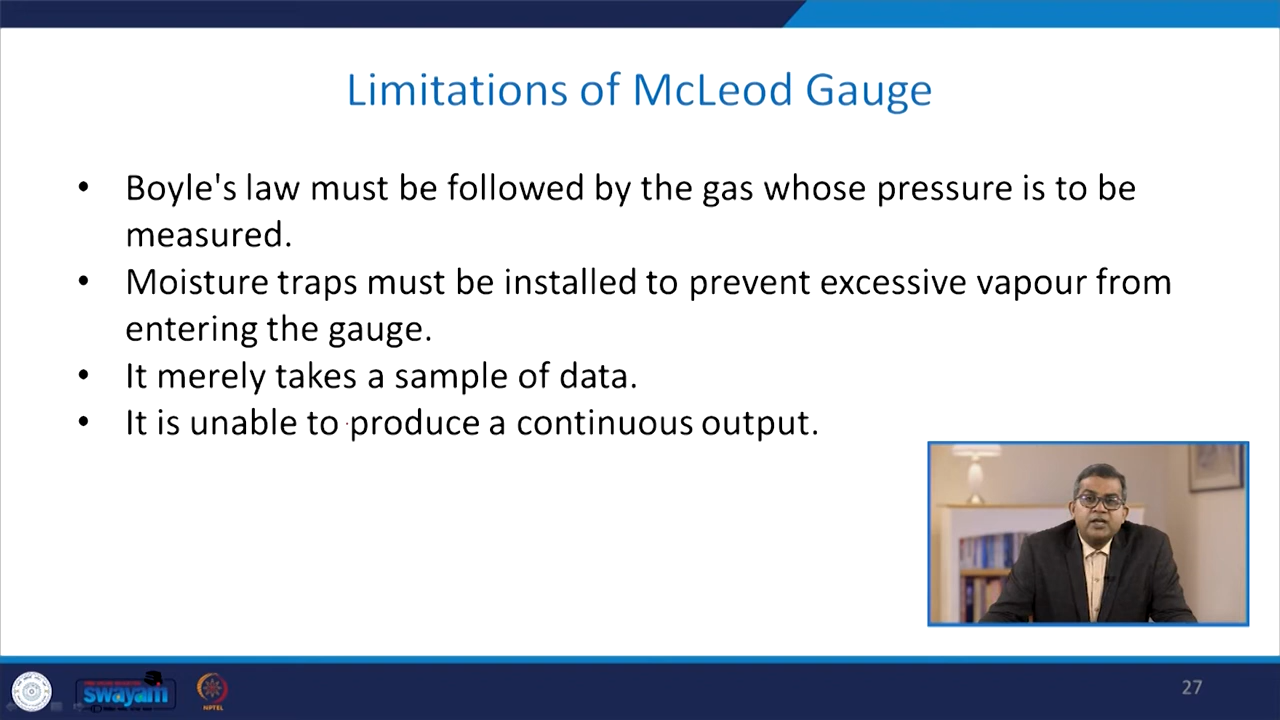 Limitations of McLeod Gauge
• Boyle's law must be followed by the gas whose pressure is to be
measured.
• Moisture traps must be installed to prevent excessive vapour from
entering the gauge.
• It merely takes a sample of data.
• It is unable to produce a continuous output.
swayam
NPTEL
27